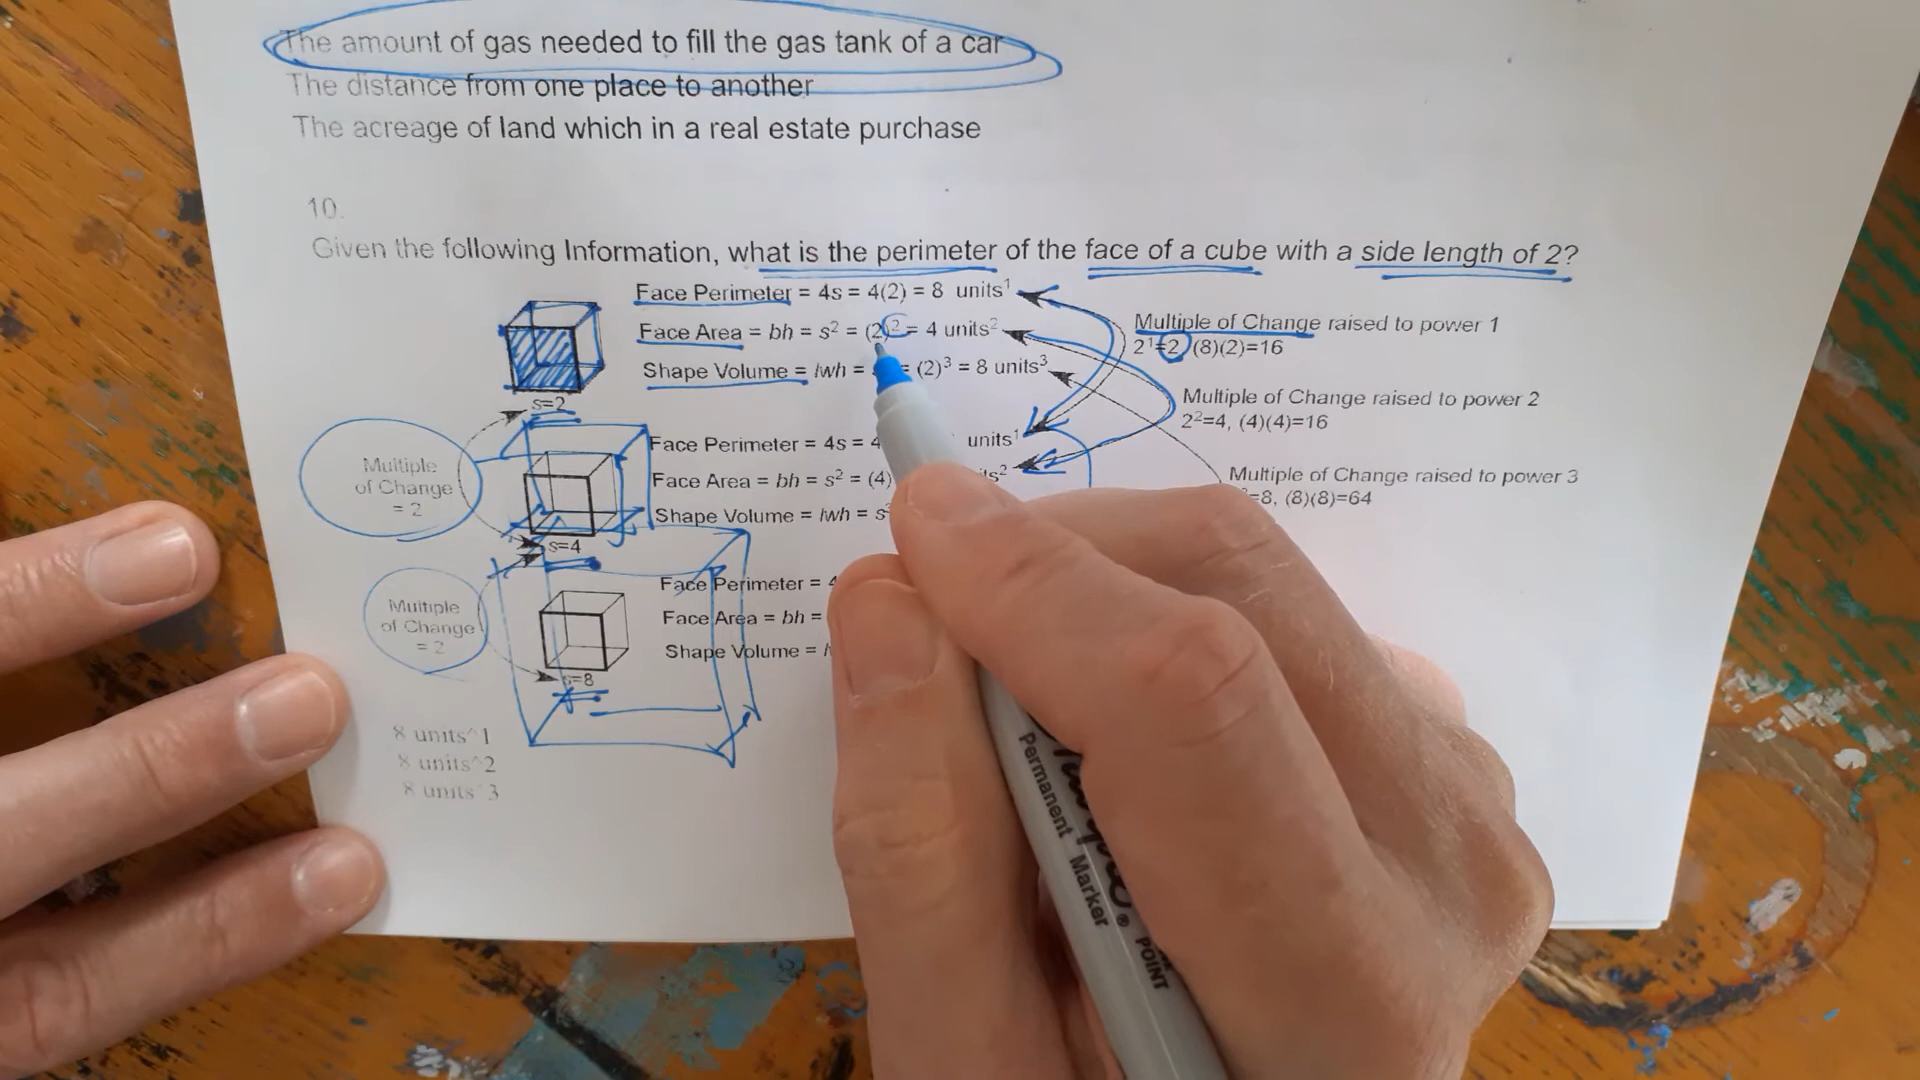 The amount of gas needed to fill the gas tank of a car
The distance from one place to another
The acreage of land which in a real estate purchase
10.
Given the following Information, what is the perimeter of the face of a cube with a side length of 2?
Face Perimeter = 4s = 4(2) = 8 units¹
Face Area = bh = s² = (2)² = 4 units²
Shape Volume = lwh = = (2)³ = 8 units³
s=2
Multiple of Change raised to power 1
2¹=2, (8)(2)=16
Multiple of Change raised to power 2
2²=4, (4)(4)=16
Multiple of Change raised to power 3
=8, (8)(8)=64
Multiple
of Change
= 2
Face Perimeter = 4s = 4 units¹
Face Area = bh = s² = (4)
Shape Volume = lwh = s
s=4
Multiple
of Change
= 2
Face Perimeter = 4
Face Area = bh =
Shape Volume = l
s=8
8 units^1
8 units^2
8 units^3
Permanent Marker
POINT